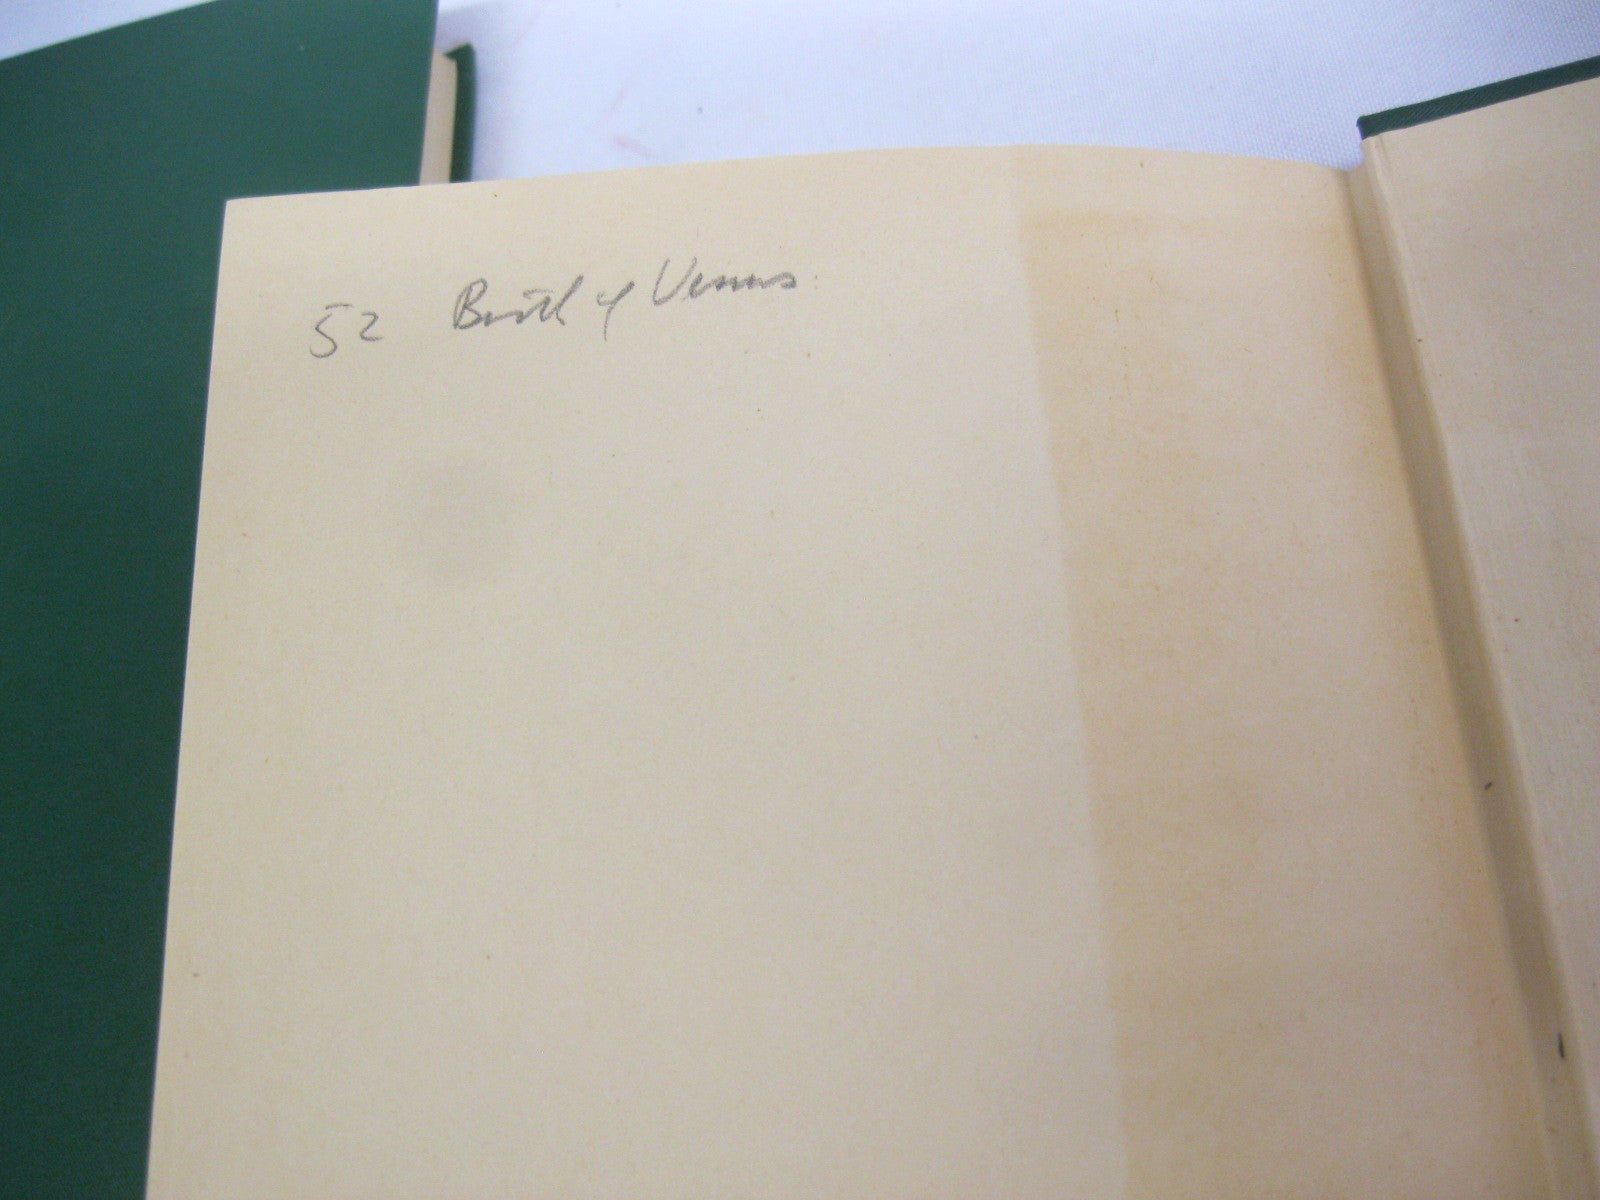 52 Birth of Venus